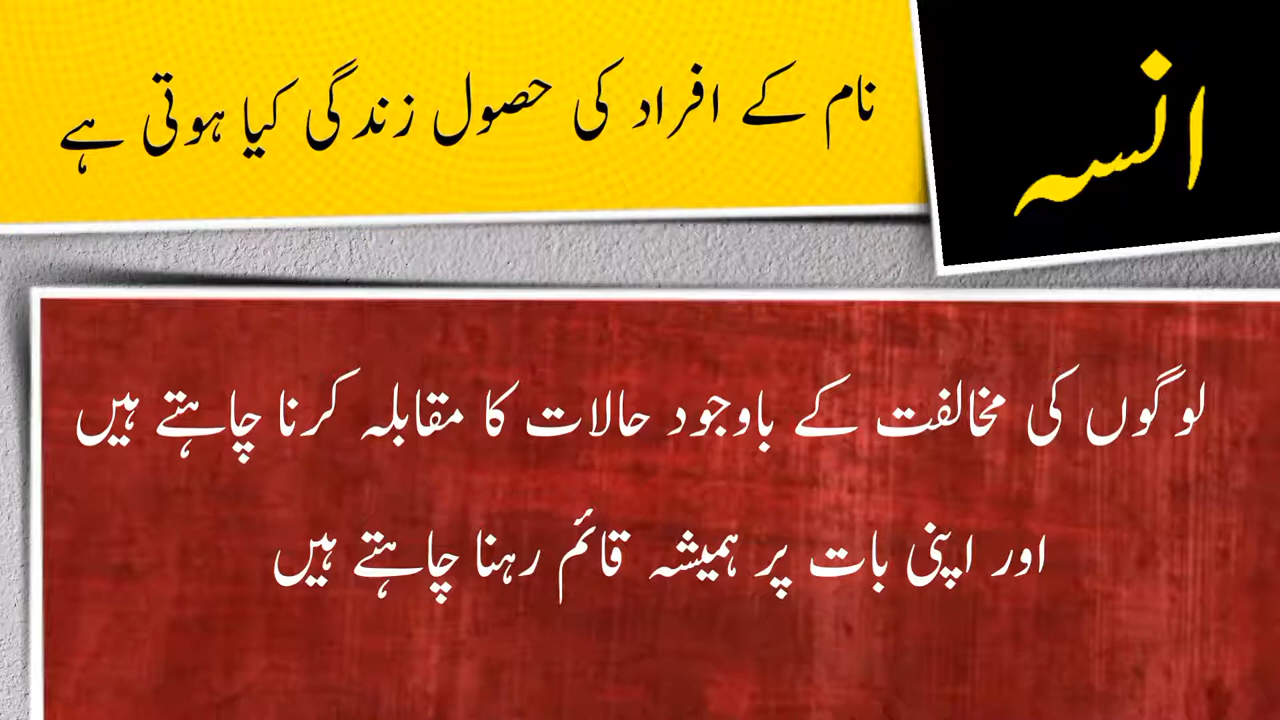 انسہ
نام کے افراد کی حصول زندگی کیا ہوتی ہے
لوگوں کی مخالفت کے باوجود حالات کا مقابلہ کرنا چاہتے ہیں
اور اپنی بات پر ہمیشہ قائم رہنا چاہتے ہیں